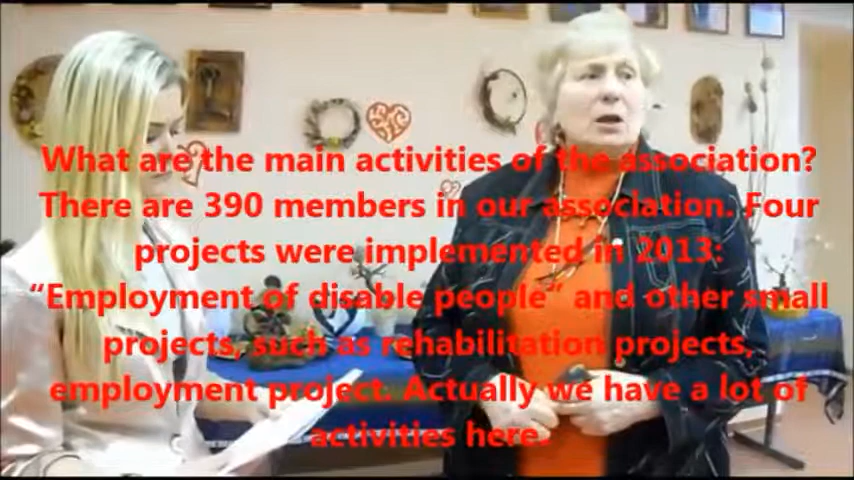 What are the main activities of the association?
There are 390 members in our association. Four
projects were implemented in 2013:
“Employment of disable people” and other small
projects, such as rehabilitation projects,
employment project. Actually we have a lot of
activities here.